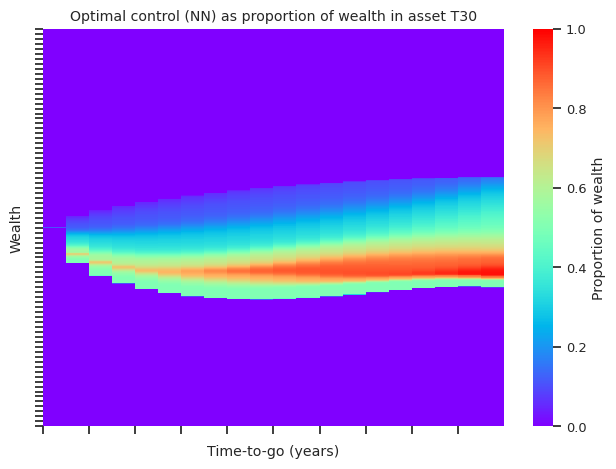 Optimal control (NN) as proportion of wealth in asset T30
Wealth
Time-to-go (years)
1.0
0.8
0.6
0.4
0.2
0.0
Proportion of wealth